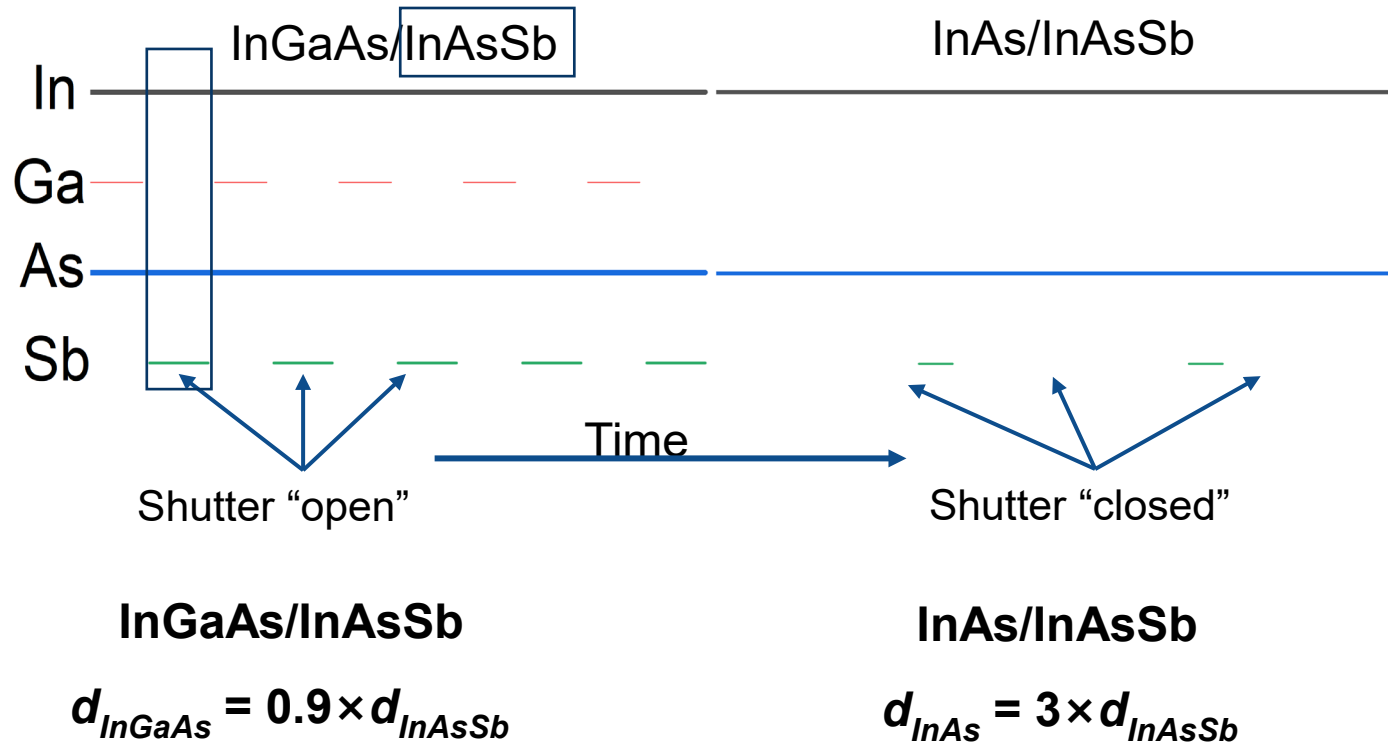 InGaAs/InAsSb
InAs/InAsSb
In
Ga
As
Sb
Time
Shutter “open”
Shutter “closed”
InGaAs/InAsSb
InAs/InAsSb
dInGaAs = 0.9×dInAsSb
dInAs = 3×dInAsSb